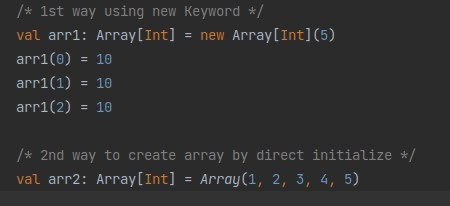 /* 1st way using new Keyword */
val arr1: Array[Int] = new Array[Int](5)
arr1(0) = 10
arr1(1) = 10
arr1(2) = 10
/* 2nd way to create array by direct initialize */
val arr2: Array[Int] = Array(1, 2, 3, 4, 5)